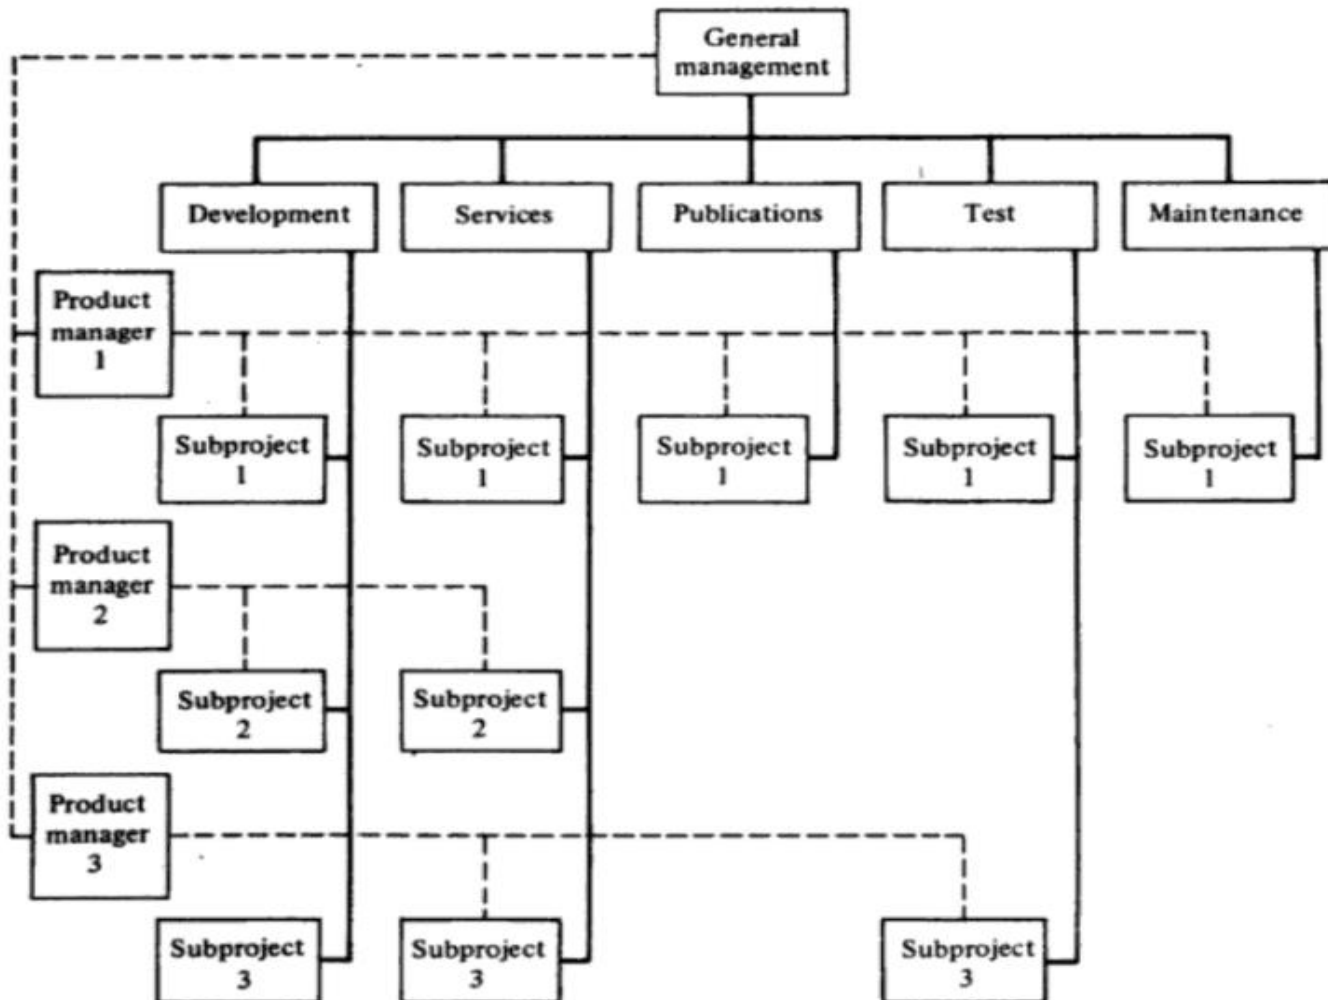 General
management
Development
Services
Publications
Test
Maintenance
Product
manager
1
Subproject
1
Subproject
1
Subproject
1
Subproject
1
Subproject
1
Product
manager
2
Subproject
2
Subproject
2
Product
manager
3
Subproject
3
Subproject
3
Subproject
3